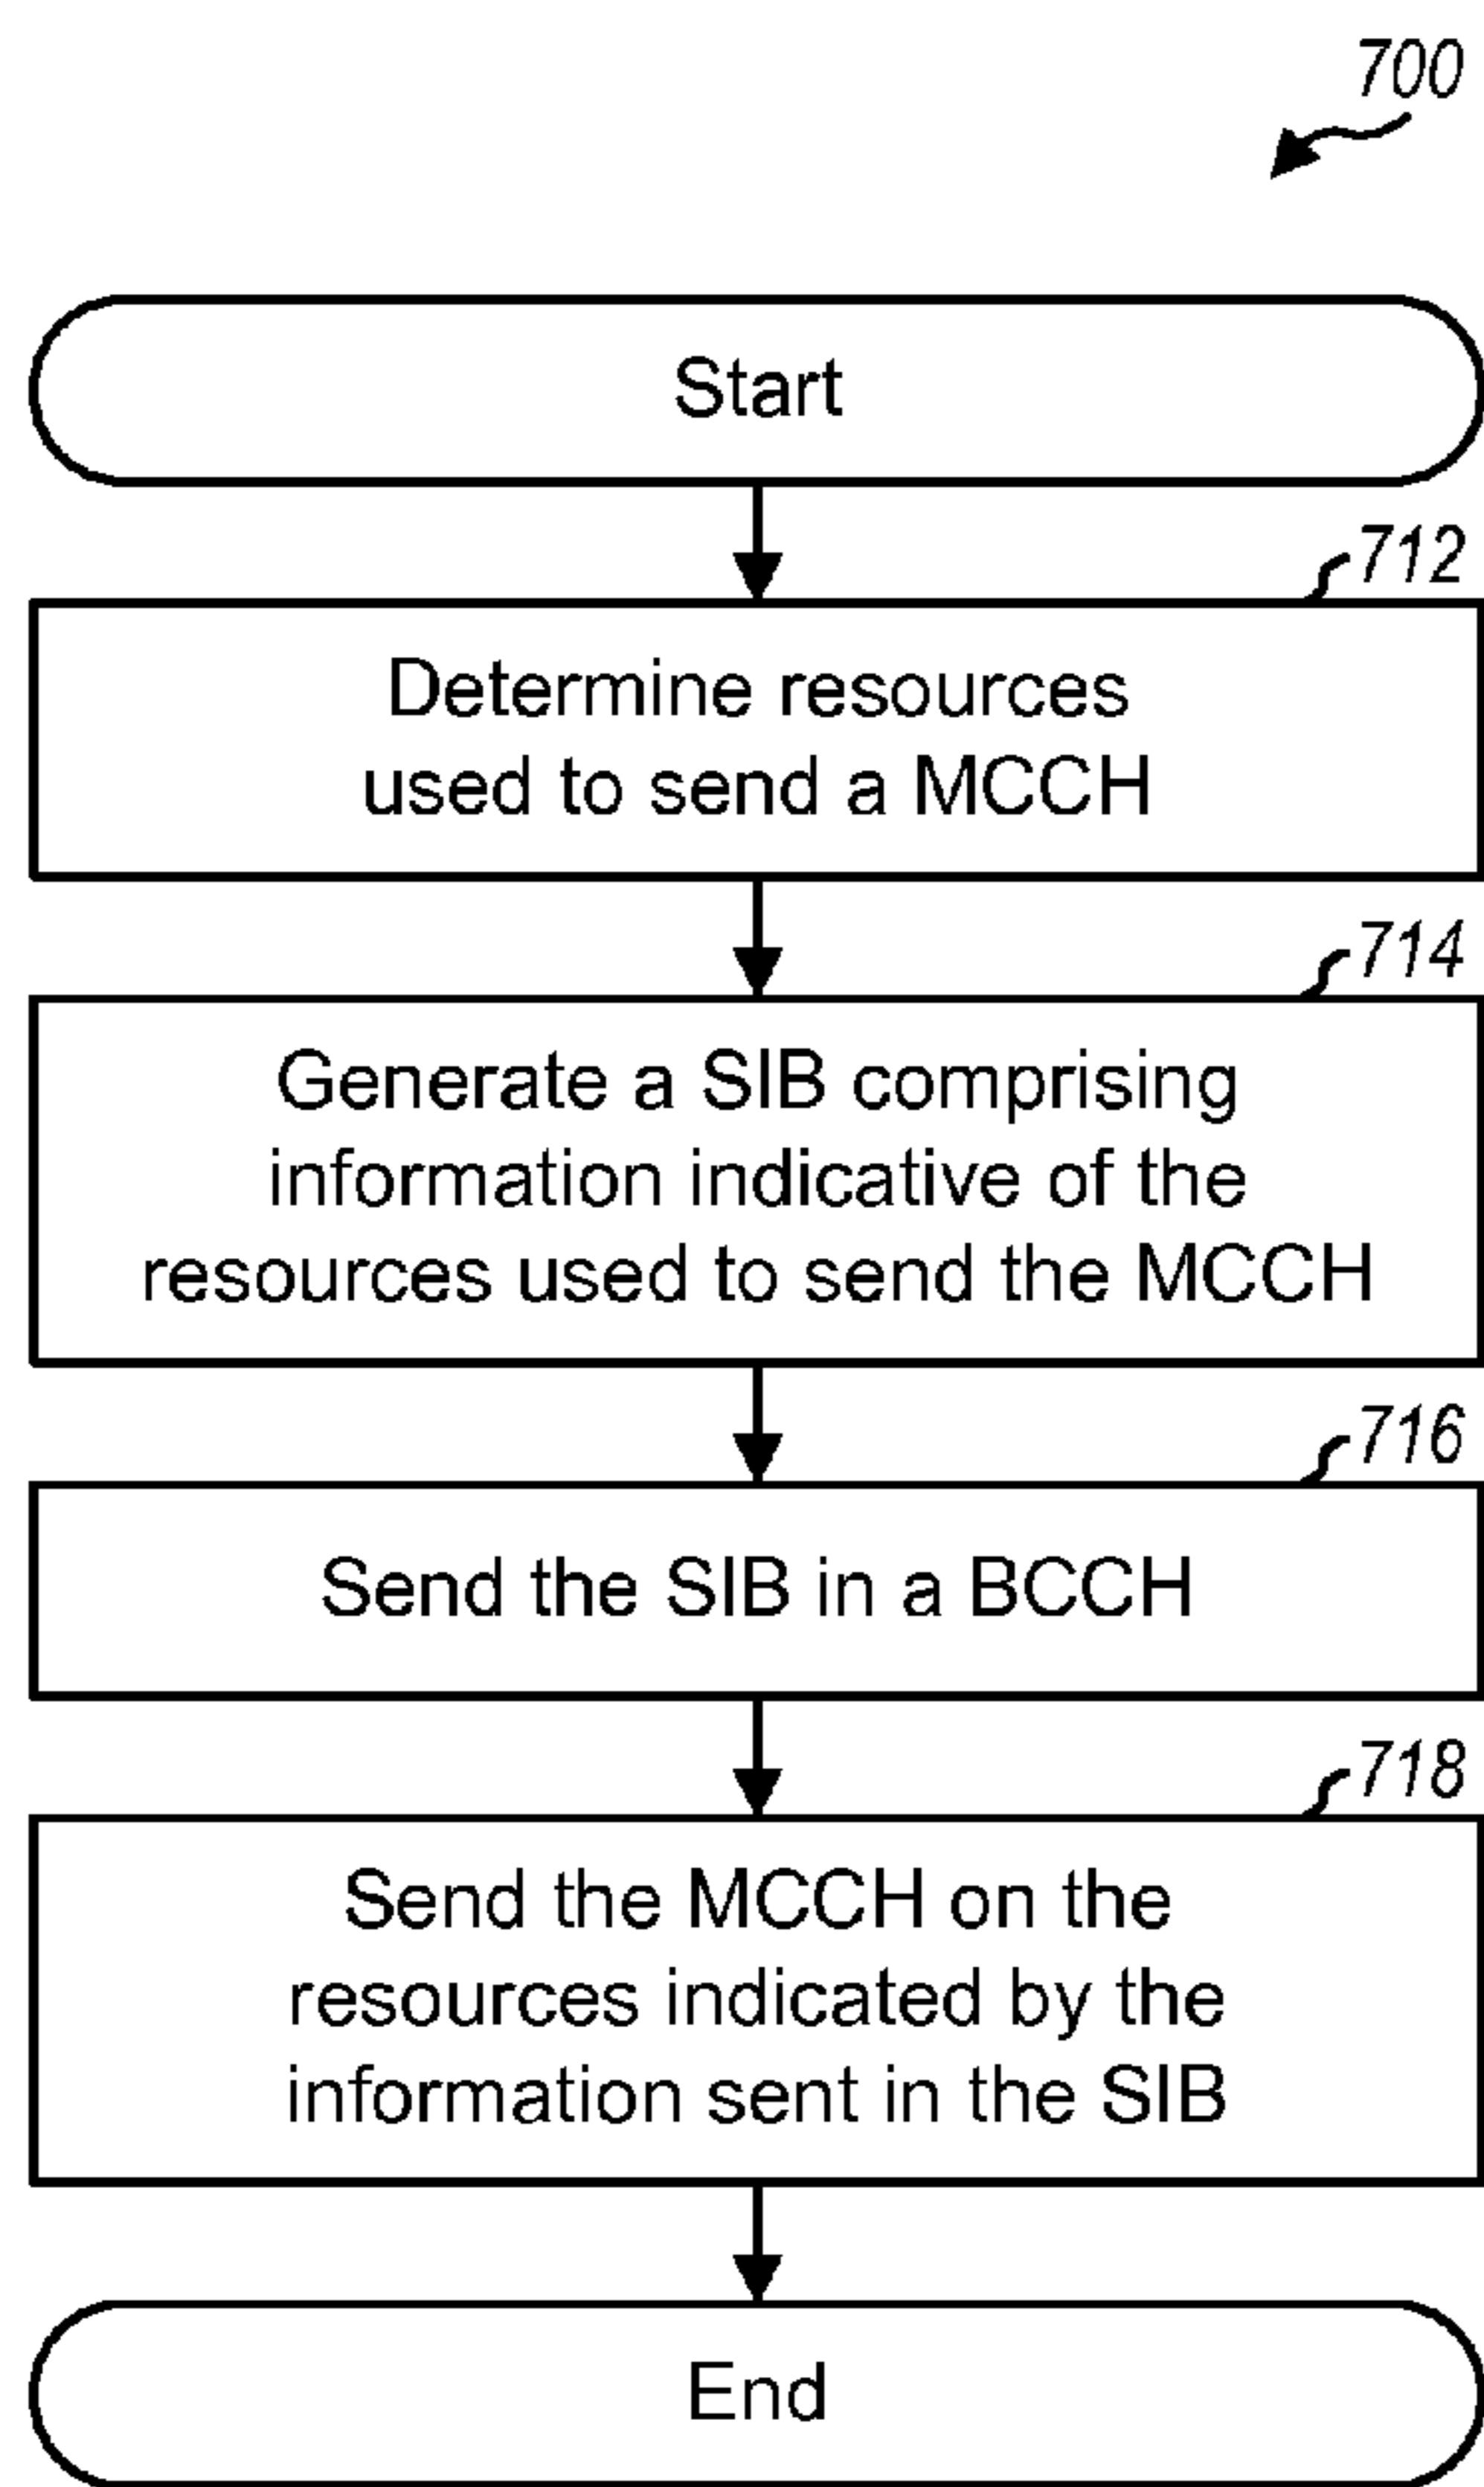 700
Start
712
Determine resources
used to send a MCCH
714
Generate a SIB comprising
information indicative of the
resources used to send the MCCH
716
Send the SIB in a BCCH
718
Send the MCCH on the
resources indicated by the
information sent in the SIB
End